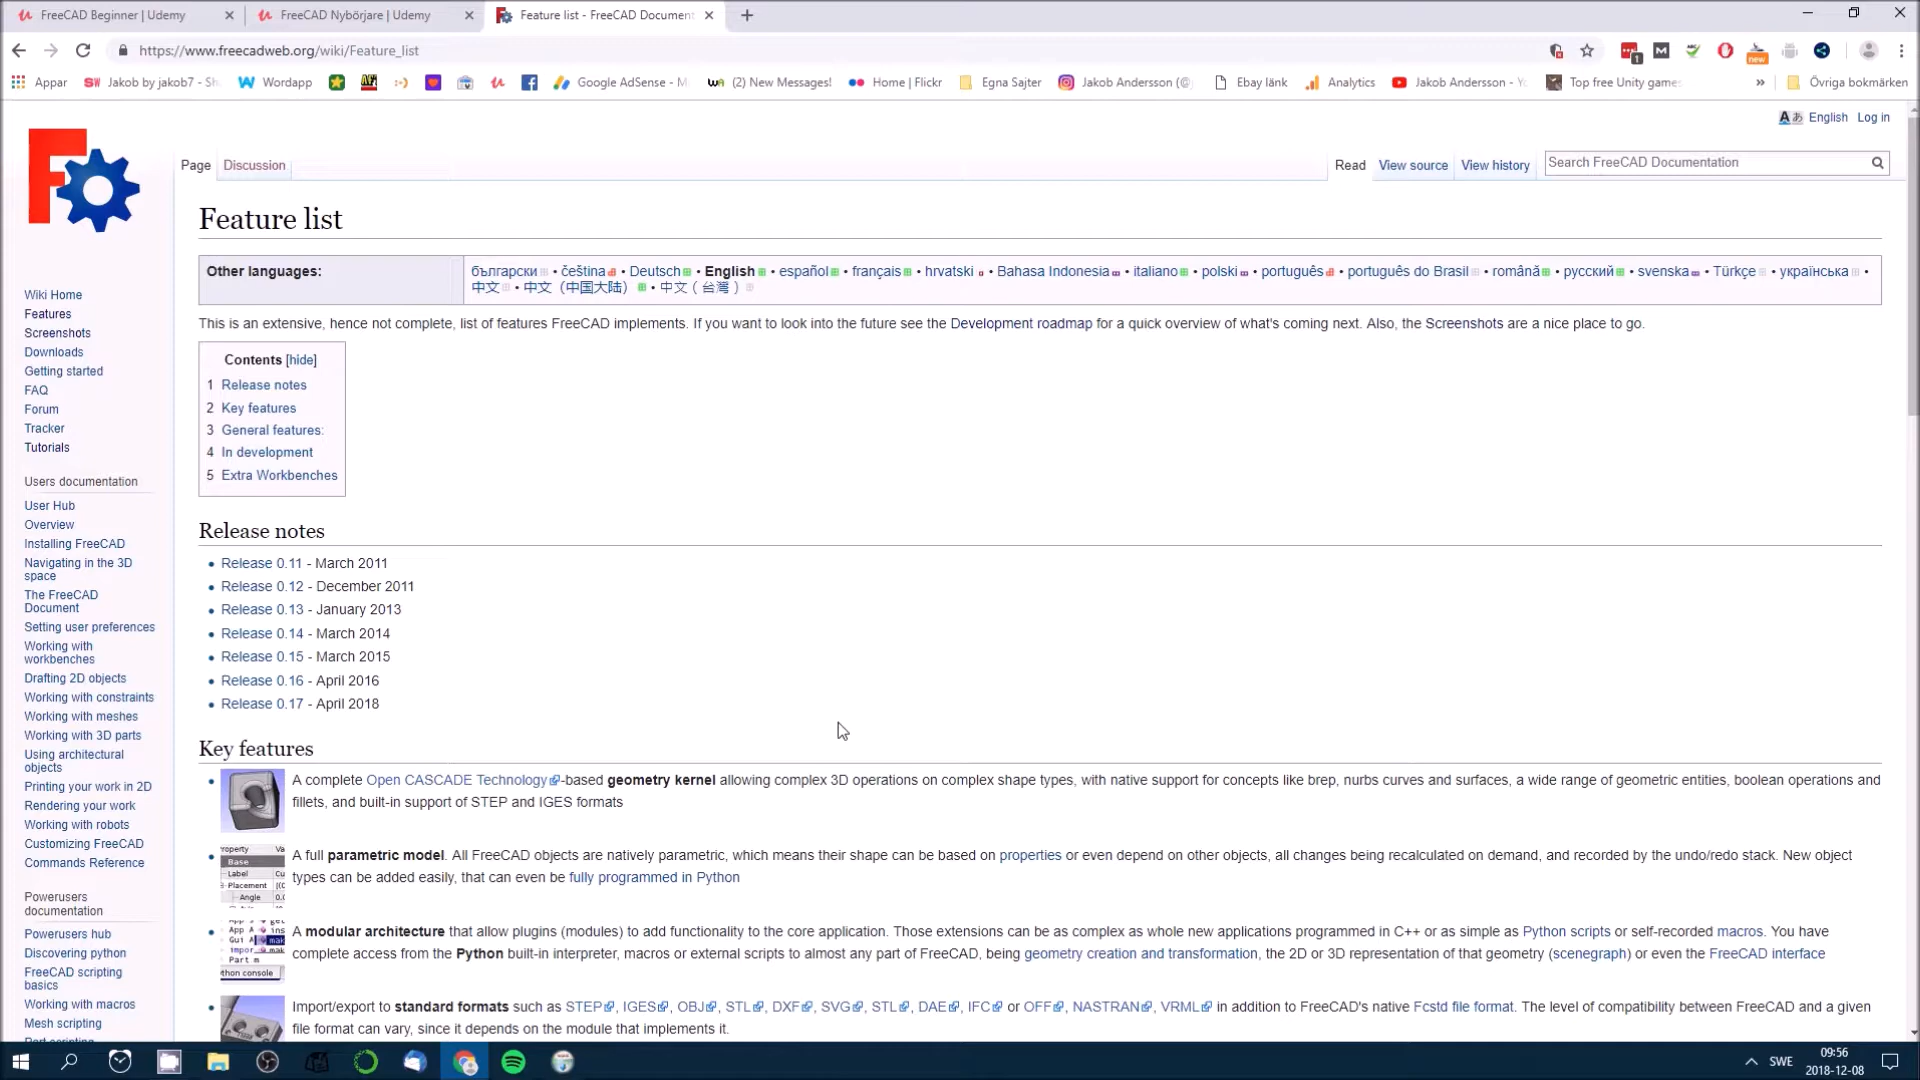 FreeCAD Beginner | Udemy
FreeCAD Nybörjare | Udemy
Feature list - FreeCAD Document
https://www.freecadweb.org/wiki/Feature_list
Appar
Jakob by jakob7 - Sh
Wordapp
Google AdSense - M
(2) New Messages!
Home | Flickr
Egna Sajter
Jakob Andersson (@
Ebay länk
Analytics
Jakob Andersson - Yo
Top free Unity game
Övriga bokmärken
English Log in
Page Discussion
Read View source View history
Search FreeCAD Documentation
Feature list
Other languages:
български • čeština • Deutsch • English • español • français • hrvatski • Bahasa Indonesia • italiano • polski • português • português do Brasil • română • русский • svenska • Türkçe • українська •
中文 • 中文（中国大陆） • 中文（台灣）
This is an extensive, hence not complete, list of features FreeCAD implements. If you want to look into the future see the Development roadmap for a quick overview of what's coming next. Also, the Screenshots are a nice place to go.
Contents [hide]
1 Release notes
2 Key features
3 General features:
4 In development
5 Extra Workbenches
Wiki Home
Features
Screenshots
Downloads
Getting started
FAQ
Forum
Tracker
Tutorials
Users documentation
User Hub
Overview
Installing FreeCAD
Navigating in the 3D
space
The FreeCAD
Document
Setting user preferences
Working with
workbenches
Drafting 2D objects
Working with constraints
Working with meshes
Working with 3D parts
Using architectural
objects
Printing your work in 2D
Rendering your work
Working with robots
Customizing FreeCAD
Commands Reference
Powerusers
documentation
Powerusers hub
Discovering python
FreeCAD scripting
basics
Working with macros
Mesh scripting
Release notes
• Release 0.11 - March 2011
• Release 0.12 - December 2011
• Release 0.13 - January 2013
• Release 0.14 - March 2014
• Release 0.15 - March 2015
• Release 0.16 - April 2016
• Release 0.17 - April 2018
Key features
• A complete Open CASCADE Technology-based geometry kernel allowing complex 3D operations on complex shape types, with native support for concepts like brep, nurbs curves and surfaces, a wide range of geometric entities, boolean operations and
fillets, and built-in support of STEP and IGES formats
• A full parametric model. All FreeCAD objects are natively parametric, which means their shape can be based on properties or even depend on other objects, all changes being recalculated on demand, and recorded by the undo/redo stack. New object
types can be added easily, that can even be fully programmed in Python
roperty Va
Base
Label Cu
Placement [(0
Angle 0.0
• A modular architecture that allow plugins (modules) to add functionality to the core application. Those extensions can be as complex as whole new applications programmed in C++ or as simple as Python scripts or self-recorded macros. You have
complete access from the Python built-in interpreter, macros or external scripts to almost any part of FreeCAD, being geometry creation and transformation, the 2D or 3D representation of that geometry (scenegraph) or even the FreeCAD interface
App A ins
Gui A mak
impor mak
Part m
thon console
• Import/export to standard formats such as STEP, IGES, OBJ, STL, DXF, SVG, STL, DAE, IFC or OFF, NASTRAN, VRML in addition to FreeCAD's native Fcstd file format. The level of compatibility between FreeCAD and a given
file format can vary, since it depends on the module that implements it.
SWE
09:56
2018-12-08